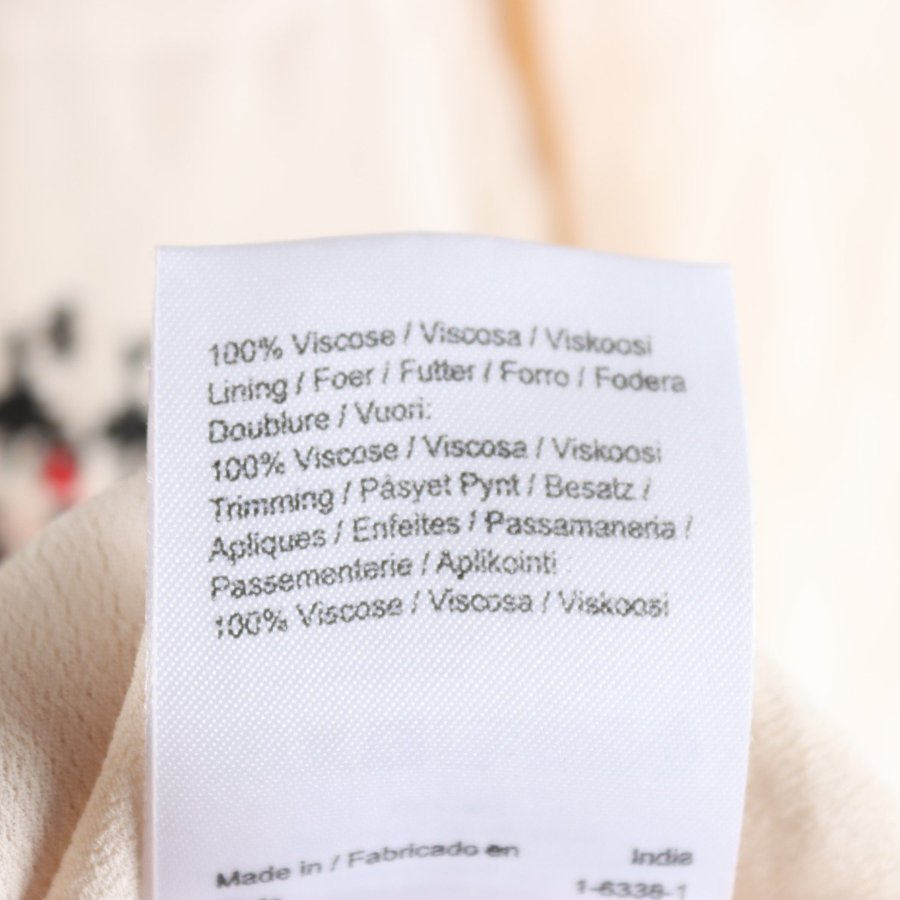 100% Viscose / Viscosa / Viskoosi
Lining / Foer / Futter / Forro / Fodera
Doublure / Vuori:
100% Viscose / Viscosa / Viskoosi
Trimming / Påsyet Pynt / Besatz /
Apliques / Enfeites / Passamaneria /
Passementerie / Aplikointi
100% Viscose / Viscosa / Viskoosi
Made in / Fabricado en India
1-6338-1